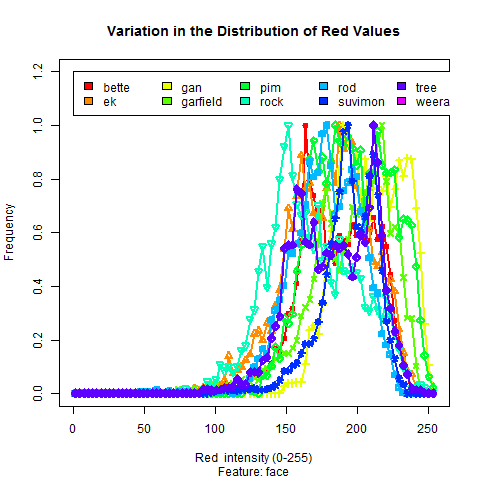 Variation in the Distribution of Red Values
bette gan pim rod tree
ek garfield rock suvimon weera
Frequency
0.0 0.2 0.4 0.6 0.8 1.0 1.2
0 50 100 150 200 250
Red intensity (0-255)
Feature: face